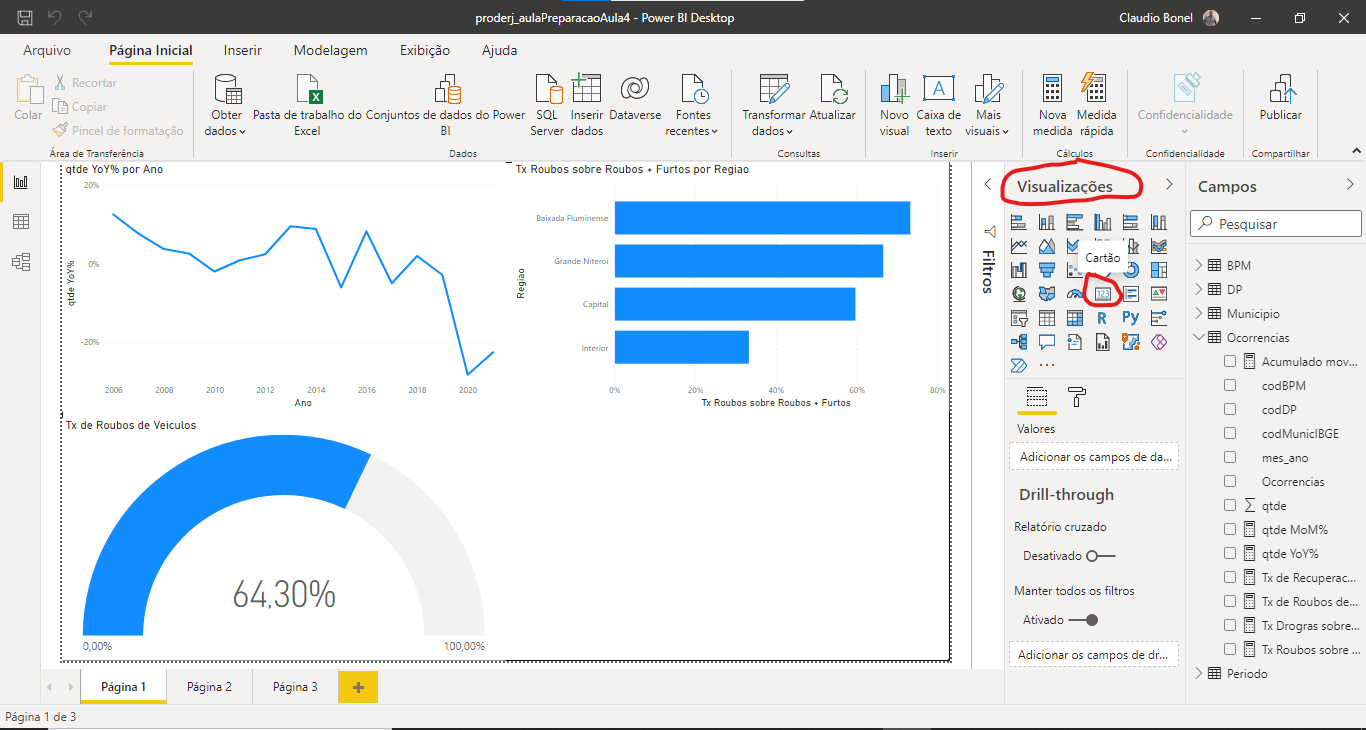 proderj_aulaPreparacaoAula4 - Power BI Desktop
Claudio Bonel
Arquivo
Página Inicial
Inserir
Modelagem
Exibição
Ajuda
Colar
Recortar
Copiar
Pincel de formatação
Área de Transferência
Obter
dados
Pasta de trabalho do
Excel
Conjuntos de dados do Power
BI
SQL
Server
Inserir
dados
Dataverse
Fontes
recentes
Dados
Transformar
dados
Atualizar
Consultas
Novo
visual
Caixa de
texto
Mais
visuais
Inserir
Nova
medida
Medida
rápida
Cálculos
Confidencialidade
Confidencialidade
Publicar
Compartilhar
qtde YoY% por Ano
20%
0%
-20%
qtde YoY%
2006
2008
2010
2012
2014
2016
2018
2020
Ano
Tx Roubos sobre Roubos + Furtos por Regiao
Regiao
Baixada Fluminense
Grande Niterói
Capital
Interior
0%
20%
40%
60%
80%
Tx Roubos sobre Roubos + Furtos
Tx de Roubos de Veiculos
64,30%
0,00%
100,00%
Filtros
Visualizações
Cartão
123
R
Py
Valores
Adicionar os campos de da...
Drill-through
Relatório cruzado
Desativado
Manter todos os filtros
Ativado
Adicionar os campos de dr...
Campos
Pesquisar
BPM
DP
Municipio
Ocorrencias
Acumulado mov...
codBPM
codDP
codMunicIBGE
mes_ano
Ocorrencias
qtde
qtde MoM%
qtde YoY%
Tx de Recuperac...
Tx de Roubos de...
Tx Drogras sobre...
Tx Roubos sobre ...
Periodo
Página 1
Página 2
Página 3
Página 1 de 3